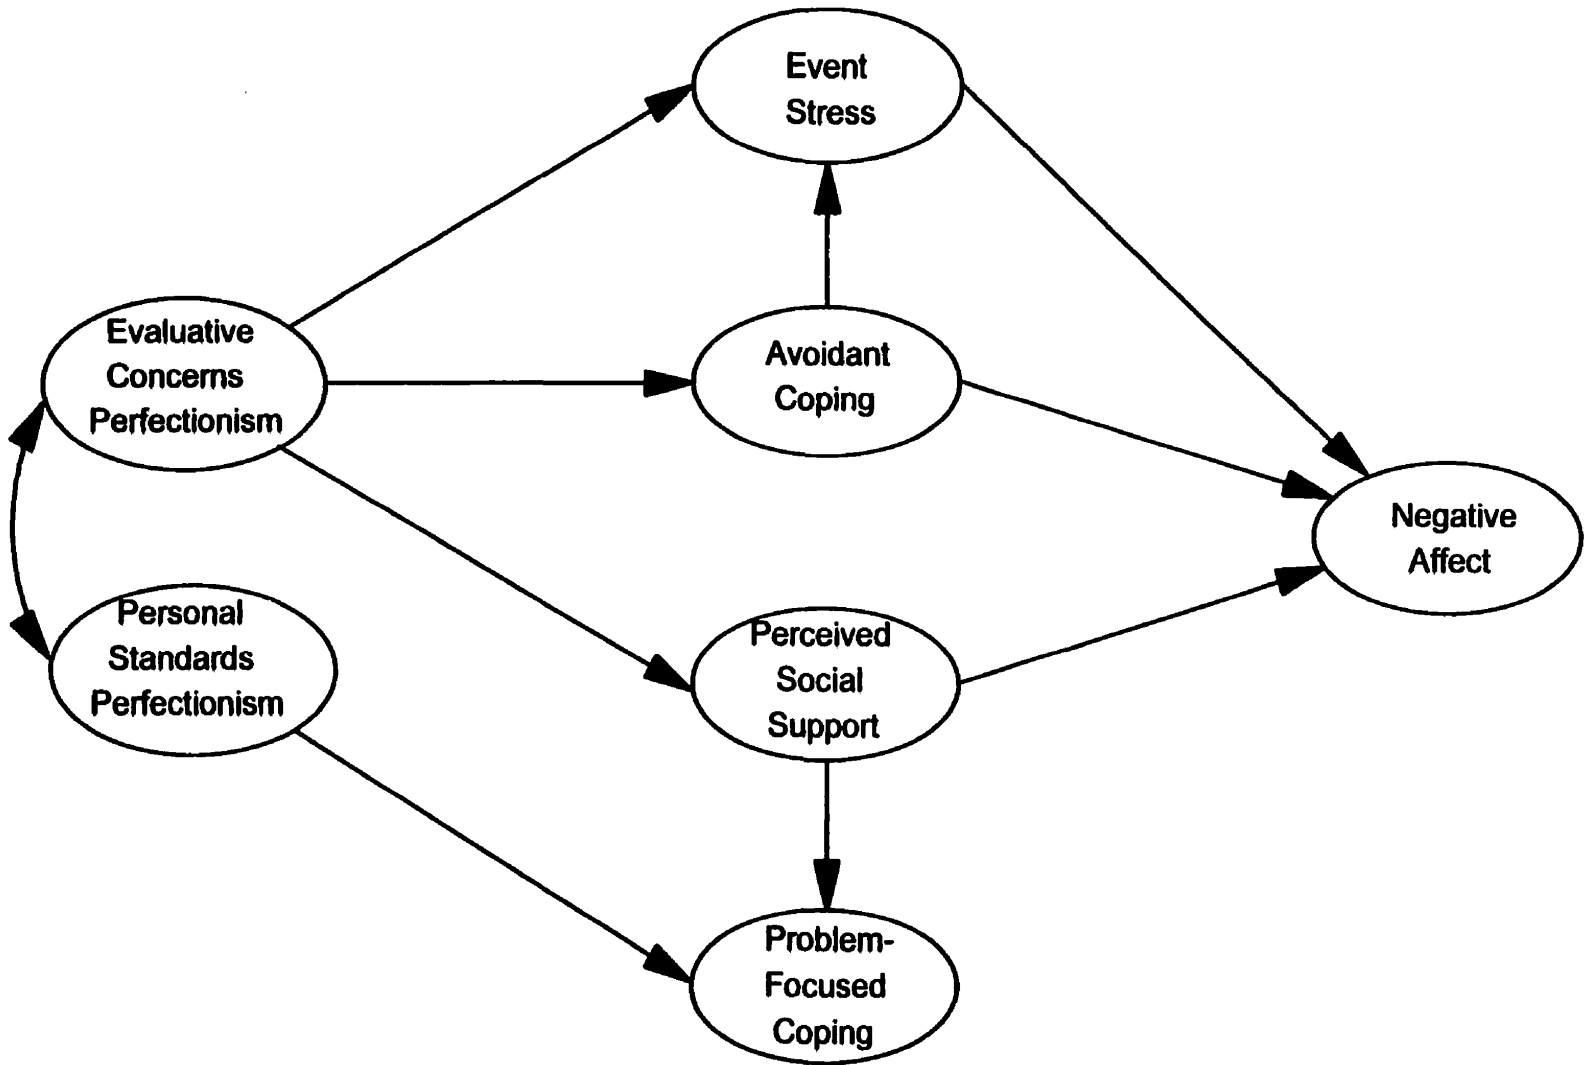 Event
Stress
Evaluative
Concerns
Perfectionism
Avoidant
Coping
Negative
Affect
Personal
Standards
Perfectionism
Perceived
Social
Support
Problem-
Focused
Coping